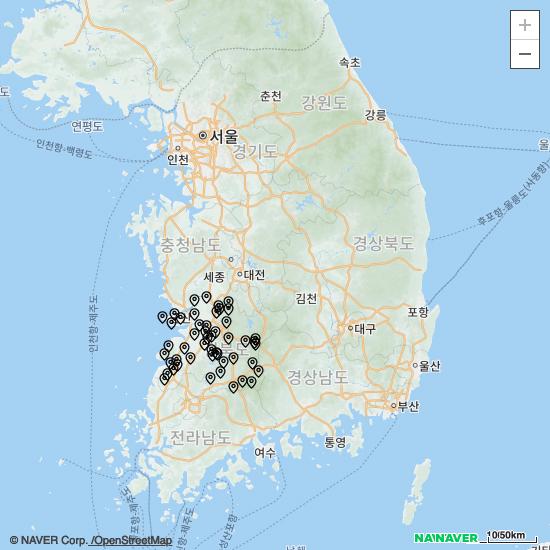 +
−
속초
춘천
강원도
강릉
도
연평도
서울
울
인천항-백령도
인천
경기도
후포항-울릉도(사동항)
충청남도
경상북도
세종
대전
인천항-제주도
김천
포항
대구
북도
울산
경상남도
부산
전라남도
여수
통영
© NAVER Corp. /OpenStreetMap
NAVER
10/50km